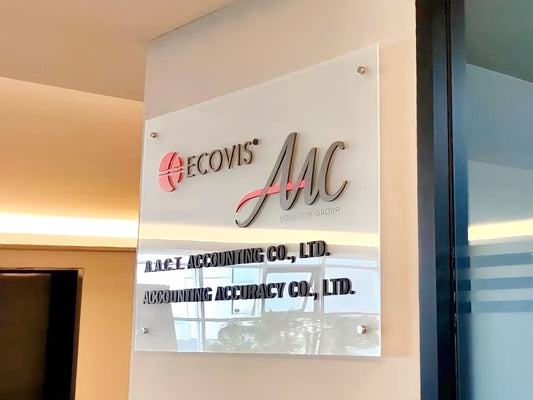 ECOVIS®
AAC
SOLUTION GROUP
A.A.C.T. ACCOUNTING CO., LTD.
ACCOUNTING ACCURACY CO., LTD.